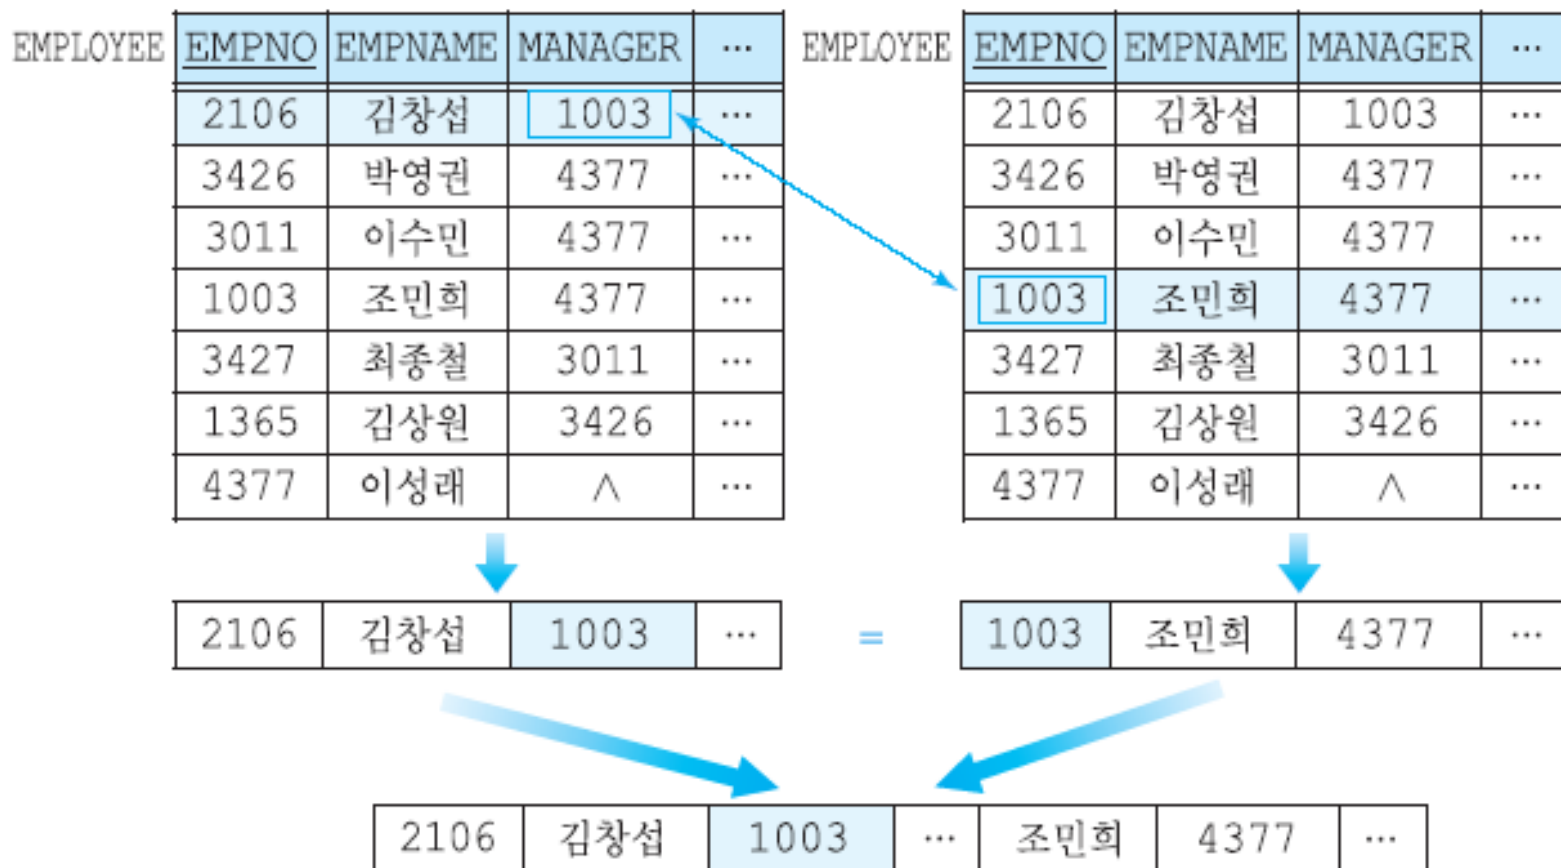 EMPLOYEE EMPNO EMPNAME MANAGER … EMPLOYEE EMPNO EMPNAME MANAGER …
2106 김창섭 1003 … 2106 김창섭 1003 …
3426 박영권 4377 … 3426 박영권 4377 …
3011 이수민 4377 … 3011 이수민 4377 …
1003 조민희 4377 … 1003 조민희 4377 …
3427 최종철 3011 … 3427 최종철 3011 …
1365 김상원 3426 … 1365 김상원 3426 …
4377 이성래 ∧ … 4377 이성래 ∧ …
2106 김창섭 1003 … = 1003 조민희 4377 …
2106 김창섭 1003 … 조민희 4377 …